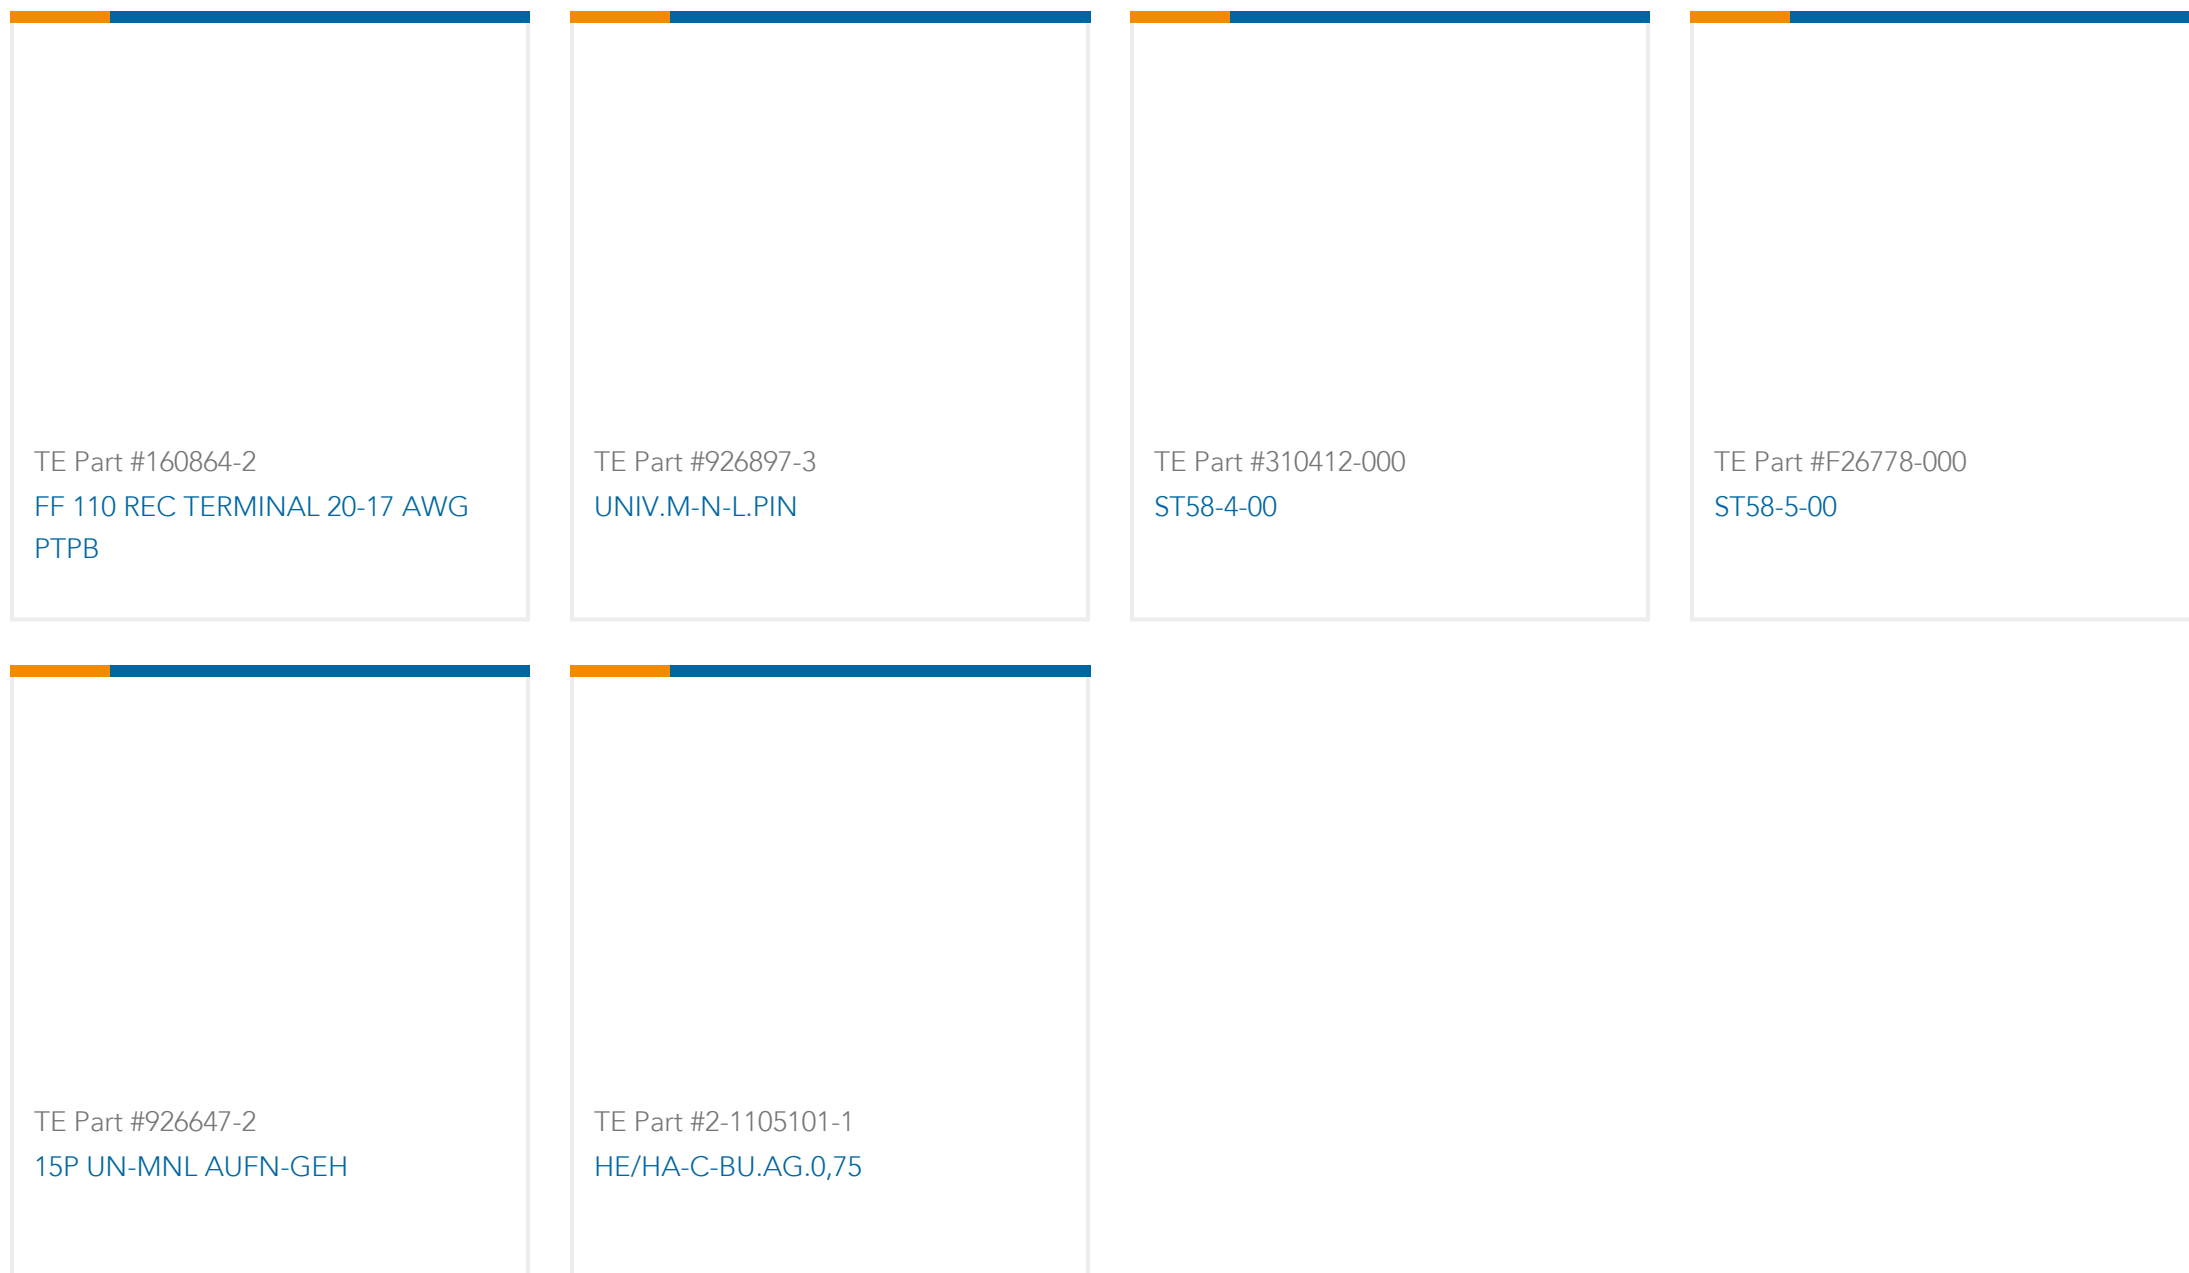 TE Part #160864-2
FF 110 REC TERMINAL 20-17 AWG
PTPB
TE Part #926897-3
UNIV.M-N-L.PIN
TE Part #310412-000
ST58-4-00
TE Part #F26778-000
ST58-5-00
TE Part #926647-2
15P UN-MNL AUFN-GEH
TE Part #2-1105101-1
HE/HA-C-BU.AG.0,75